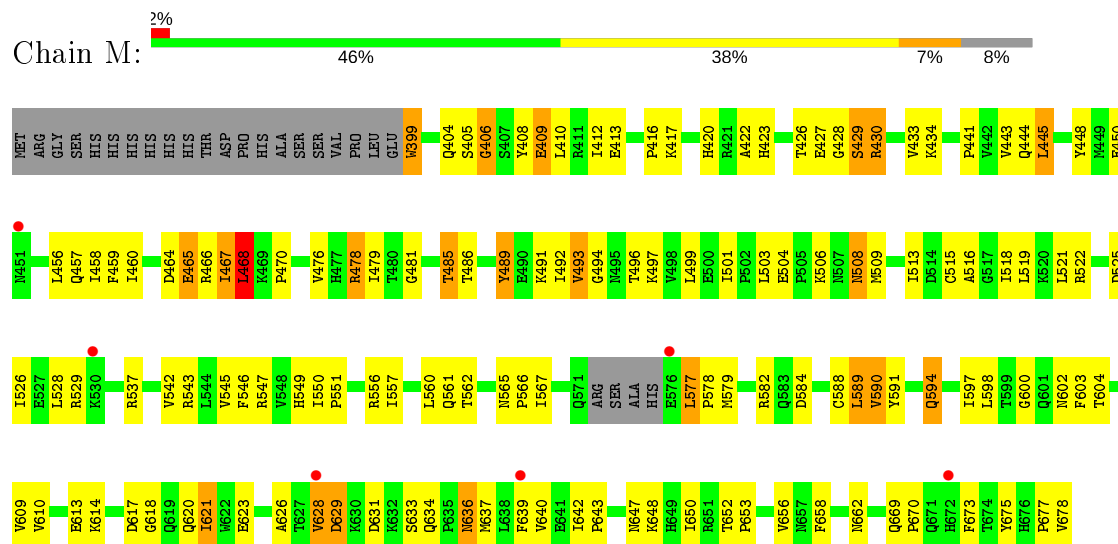 2%
Chain M:
46% 38% 7% 8%
MET ARG GLY SER HIS HIS HIS HIS HIS HIS THR ASP PRO HIS ALA SER SER VAL PRO LEU GLU W399 Q404 S405 G406 S407 Y408 E409 L410 R411 I412 E413 P416 K417 H420 R421 A422 H423 T426 E427 G428 S429 R430 V433 K434 P441 V442 V443 Q444 L445 Y448 M449 E450
N451 L456 Q457 I458 F459 I460 D464 E465 R466 I467 L468 K469 P470 V476 H477 R478 I479 T480 G481 T485 T486 Y489 E490 K491 I492 V493 G494 N495 T496 K497 V498 L499 E500 I501 P502 L503 E504 P505 K506 N507 N508 M509 I513 D514 C515 A516 G517 I518 L519 K520 L521 R522 D525
I526 E527 L528 R529 K530 R537 V542 R543 L544 V545 F546 R547 V548 H549 I550 P551 R556 I557 L560 Q561 T562 N565 P566 I567 Q571 ARG SER ALA HIS E576 L577 P578 M579 R582 Q583 D584 C588 L589 V590 Y591 Q594 I597 L598 T599 G600 Q601 N602 F603 T604
V609 V610 E613 K614 D617 G618 Q619 Q620 I621 W622 E623 A626 T627 V628 D629 K630 D631 K632 S633 Q634 P635 N636 M637 L638 F639 V640 E641 I642 P643 N647 K648 H649 I650 R651 T652 P653 V656 N657 F658 N662 Q669 P670 Q671 H672 F673 T674 Y675 H676 P677 V678